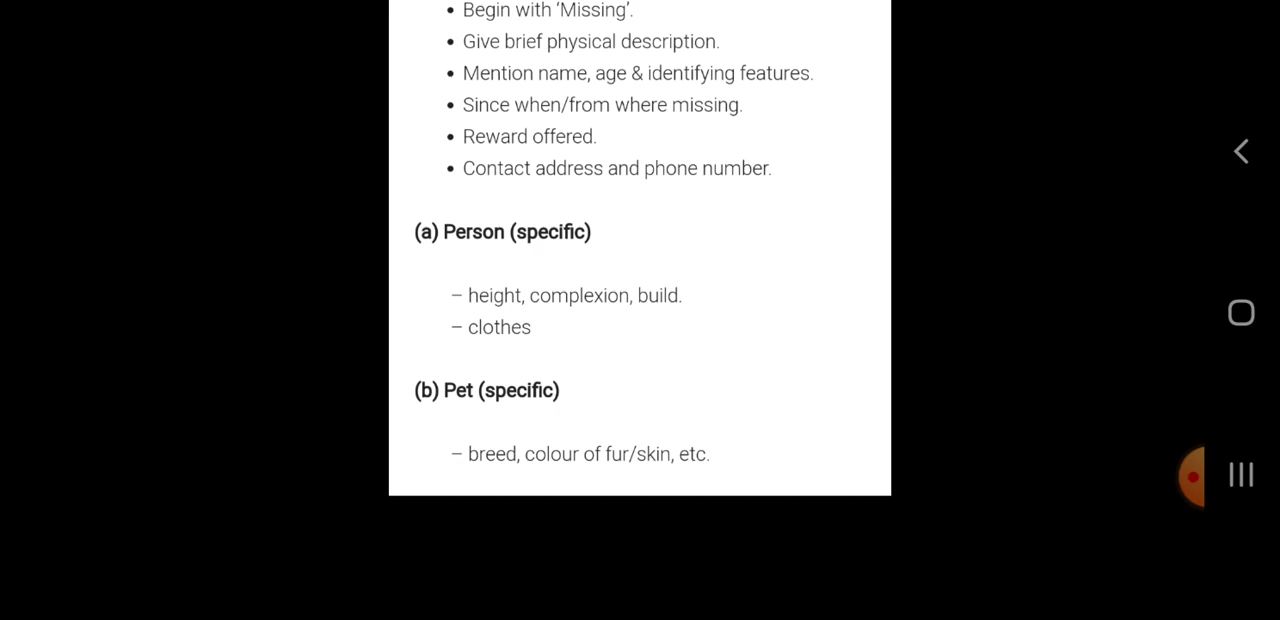 • Begin with ‘Missing’.
• Give brief physical description.
• Mention name, age & identifying features.
• Since when/from where missing.
• Reward offered.
• Contact address and phone number.
(a) Person (specific)
– height, complexion, build.
– clothes
(b) Pet (specific)
– breed, colour of fur/skin, etc.